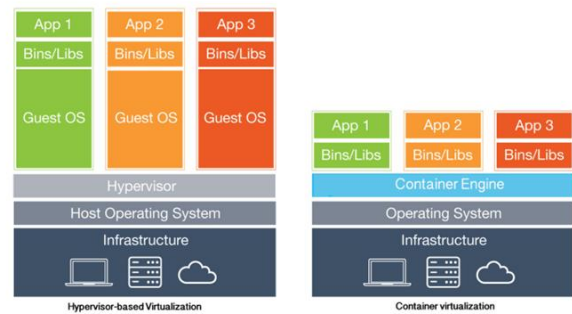 App 1 App 2 App 3
Bins/Libs Bins/Libs Bins/Libs
Guest OS Guest OS Guest OS
Hypervisor
Host Operating System
Infrastructure
Hypervisor-based Virtualization
App 1 App 2 App 3
Bins/Libs Bins/Libs Bins/Libs
Container Engine
Operating System
Infrastructure
Container virtualization